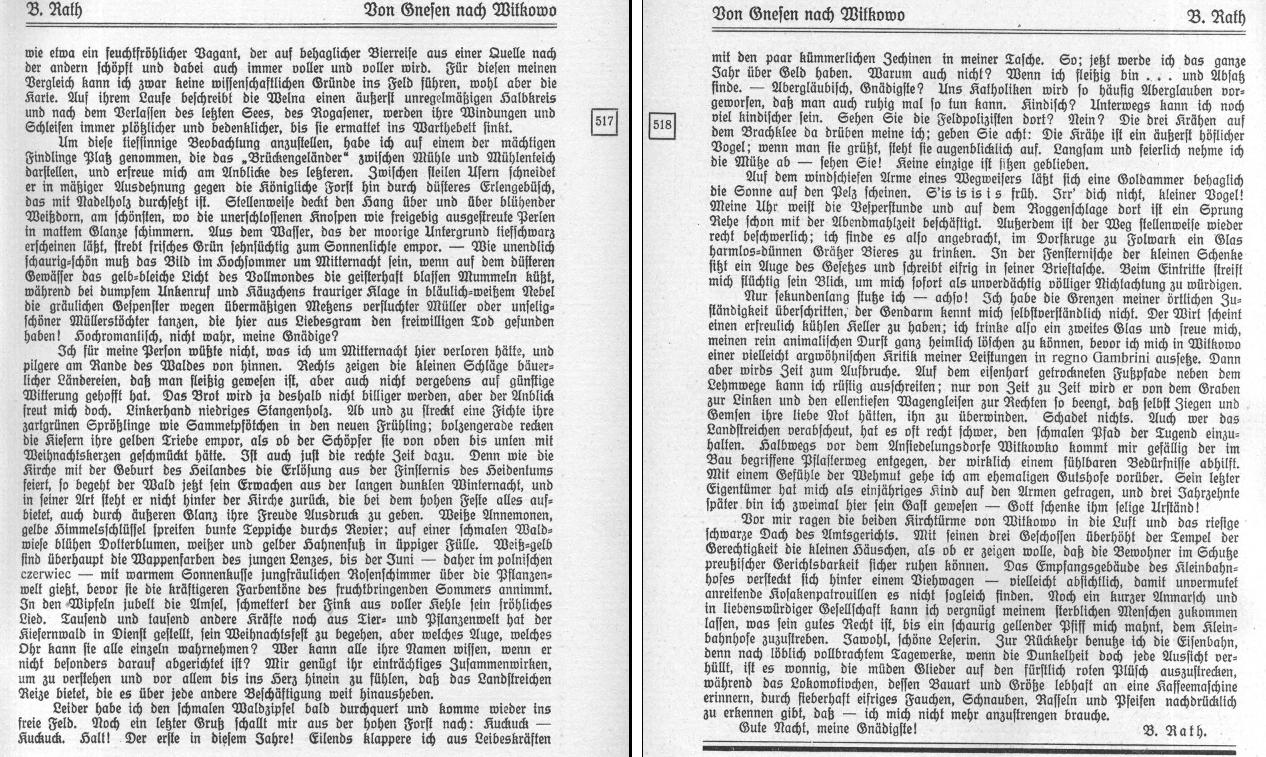 B. Rath Von Gnesen nach Witkowo
wie etwa ein feuchtfröhlicher Vagant, der auf behaglicher Bierreise aus einer Quelle nach
der andern schöpft und dabei auch immer voller und voller wird. Für diesen meinen
Vergleich kann ich zwar keine wissenschaftlichen Gründe ins Feld führen, wohl aber die
Karte. Auf ihrem Laufe beschreibt die Welna einen äußerst unregelmäßigen Halbkreis
und nach dem Verlassen des letzten Sees, des Rogasener, werden ihre Windungen und
Schleifen immer plötzlicher und bedenklicher, bis sie ermattet ins Warthebett sinkt.
Um diese tiefsinnige Beobachtung anzustellen, habe ich auf einem der mächtigen
Findlinge Platz genommen, die das „Brückengeländer“ zwischen Mühle und Mühlenteich
darstellen, und erfreue mich am Anblicke des letzteren. Zwischen steilen Ufern schneidet
er in mäßiger Ausdehnung gegen die Königliche Forst hin durch düsteres Erlengebüsch,
das mit Nadelholz durchsetzt ist. Stellenweise deckt den Hang über und über blühender
Weißdorn, am schönsten, wo die unerschlossenen Knospen wie freigebig ausgestreute Perlen
in mattem Glanze schimmern. Aus dem Wasser, das der moorige Untergrund tiefschwarz
erscheinen läßt, strebt frisches Grün sehnsüchtig zum Sonnenlichte empor. — Wie unendlich
schaurig-schön muß das Bild im Hochsommer um Mitternacht sein, wenn auf dem düsteren
Gewässer das gelb-bleiche Licht des Vollmondes die geisterhaft blassen Mummeln küßt,
während bei dumpfem Unkenruf und Käuzchens trauriger Klage in bläulich-weißem Nebel
die gräulichen Gespenster wegen übermäßigen Metzens verfluchter Müller oder unselig-
schöner Müllerstöchter tanzen, die hier aus Liebesgram den freiwilligen Tod gefunden
haben! Hochromantisch, nicht wahr, meine Gnädige?
Ich für meine Person wüßte nicht, was ich um Mitternacht hier verloren hätte, und
pilgere am Rande des Waldes von hinnen. Rechts zeigen die kleinen Schläge bäuer-
licher Ländereien, daß man fleißig gewesen ist, aber auch nicht vergebens auf günstige
Witterung gehofft hat. Das Brot wird ja deshalb nicht billiger werden, aber der Anblick
freut mich doch. Linkerhand niedriges Stangenholz. Ab und zu streckt eine Fichte ihre
zartgrünen Sprößlinge wie Sammetpfötchen in den neuen Frühling; bolzengerade recken
die Kiefern ihre gelben Triebe empor, als ob der Schöpfer sie von oben bis unten mit
Weihnachtskerzen geschmückt hätte. Ist auch just die rechte Zeit dazu. Denn wie die
Kirche mit der Geburt des Heilandes die Erlösung aus der Finsternis des Heidentums
feiert, so begeht der Wald jetzt sein Erwachen aus der langen dunklen Winternacht, und
in seiner Art steht er nicht hinter der Kirche zurück, die bei dem hohen Feste alles auf-
bietet, auch durch äußeren Glanz ihre Freude Ausdruck zu geben. Weiße Annemonen,
gelbe Himmelsschlüssel spreiten bunte Teppiche durchs Revier; auf einer schmalen Wald-
wiese blühen Dotterblumen, weißer und gelber Hahnenfuß in üppiger Fülle. Weiß-gelb
sind überhaupt die Wappenfarben des jungen Lenzes, bis der Juni — daher im polnischen
czerwiec — mit warmem Sonnenkusse jungfräulichen Rosenschimmer über die Pflanzen-
welt gießt, bevor sie die kräftigeren Farbentöne des fruchtbringenden Sommers annimmt.
In den Wipfeln jubelt die Amsel, schmettert der Fink aus voller Kehle sein fröhliches
Lied. Tausend und tausend andere Kräfte noch aus Tier- und Pflanzenwelt hat der
Kiefernwald in Dienst gestellt, sein Weihnachtsfest zu begehen, aber welches Auge, welches
Ohr kann sie alle einzeln wahrnehmen? Wer kann alle ihre Namen wissen, wenn er
nicht besonders darauf abgerichtet ist? Mir genügt ihr einträchtiges Zusammenwirken,
um zu verstehen und vor allem bis ins Herz hinein zu fühlen, daß das Landstreichen
Reize bietet, die es über jede andere Beschäftigung weit hinausheben.
Leider habe ich den schmalen Waldzipfel bald durchquert und komme wieder ins
freie Feld. Noch ein letzter Gruß schallt mir aus der hohen Forst nach: Kuckuck —
Kuckuck. Halt! Der erste in diesem Jahre! Eilends klappere ich aus Leibeskräften
517
Von Gnesen nach Witkowo B. Rath
518
mit den paar kümmerlichen Zechinen in meiner Tasche. So; jetzt werde ich das ganze
Jahr über Geld haben. Warum auch nicht? Wenn ich fleißig bin . . . und Absatz
finde. — Abergläubisch, Gnädigste? Uns Katholiken wird so häufig Aberglauben vor-
geworfen, daß man auch ruhig mal so tun kann. Kindisch? Unterwegs kann ich noch
viel kindischer sein. Sehen Sie die Feldpolizisten dort? Nein? Die drei Krähen auf
dem Brachklee da drüben meine ich; geben Sie acht: Die Krähe ist ein äußerst höflicher
Vogel; wenn man sie grüßt, steht sie augenblicklich auf. Langsam und feierlich nehme ich
die Mütze ab — sehen Sie! Keine einzige ist sitzen geblieben.
Auf dem windschiefen Arme eines Wegweisers läßt sich eine Goldammer behaglich
die Sonne auf den Pelz scheinen. S'is is is i s früh. Irr' dich nicht, kleiner Vogel!
Meine Uhr weist die Vesperstunde und auf dem Roggenschlage dort ist ein Sprung
Rehe schon mit der Abendmahlzeit beschäftigt. Außerdem ist der Weg stellenweise wieder
recht beschwerlich; ich finde es also angebracht, im Dorfkruge zu Folwark ein Glas
harmlos-dünnen Grätzer Bieres zu trinken. In der Fensternische der kleinen Schenke
sitzt ein Auge des Gesetzes und schreibt eifrig in seiner Brieftasche. Beim Eintritte streift
mich flüchtig sein Blick, um mich sofort als unverdächtig völliger Nichtachtung zu würdigen.
Nur sekundenlang stutze ich — achso! Ich habe die Grenzen meiner örtlichen Zu-
ständigkeit überschritten, der Gendarm kennt mich selbstverständlich nicht. Der Wirt scheint
einen erfreulich kühlen Keller zu haben; ich trinke also ein zweites Glas und freue mich,
meinen rein animalischen Durst ganz heimlich löschen zu können, bevor ich mich in Witkowo
einer vielleicht argwöhnischen Kritik meiner Leistungen in regno Gambrini aussetze. Dann
aber wirds Zeit zum Aufbruche. Auf dem eisenhart getrockneten Fußpfade neben dem
Lehmwege kann ich rüstig ausschreiten; nur von Zeit zu Zeit wird er von dem Graben
zur Linken und den ellentiefen Wagengleisen zur Rechten so beengt, daß selbst Ziegen und
Gemsen ihre liebe Not hätten, ihn zu überwinden. Schadet nichts. Auch wer das
Landstreichen verabscheut, hat es oft recht schwer, den schmalen Pfad der Tugend einzu-
halten. Halbwegs vor dem Ansiedelungsdorfe Witkowko kommt mir gefällig der im
Bau begriffene Pflasterweg entgegen, der wirklich einem fühlbaren Bedürfnisse abhilft.
Mit einem Gefühle der Wehmut gehe ich am ehemaligen Gutshofe vorüber. Sein letzter
Eigentümer hat mich als einjähriges Kind auf den Armen getragen, und drei Jahrzehnte
später bin ich zweimal hier sein Gast gewesen — Gott schenke ihm selige Urständ!
Vor mir ragen die beiden Kirchtürme von Witkowo in die Luft und das riesige
schwarze Dach des Amtsgerichts. Mit seinen drei Geschossen überhöht der Tempel der
Gerechtigkeit die kleinen Häuschen, als ob er zeigen wolle, daß die Bewohner im Schutze
preußischer Gerichtsbarkeit sicher ruhen können. Das Empfangsgebäude des Kleinbahn-
hofes versteckt sich hinter einem Viehwagen — vielleicht absichtlich, damit unvermutet
anreitende Kosakenpatrouillen es nicht sogleich finden. Noch ein kurzer Anmarsch und
in liebenswürdiger Gesellschaft kann ich vergnügt meinem sterblichen Menschen zukommen
lassen, was sein gutes Recht ist, bis ein schaurig gellender Pfiff mich mahnt, dem Klein-
bahnhofe zuzustreben. Jawohl, schöne Leserin. Zur Rückkehr benutze ich die Eisenbahn,
denn nach löblich vollbrachtem Tagewerke, wenn die Dunkelheit doch jede Aussicht ver-
hüllt, ist es wonnig, die müden Glieder auf den fürstlich roten Plüsch auszustrecken,
während das Lokomotivchen, dessen Bauart und Größe lebhaft an eine Kaffeemaschine
erinnern, durch fieberhaft eifriges Fauchen, Schnauben, Rasseln und Pfeifen nachdrücklich
zu erkennen gibt, daß — ich mich nicht mehr anzustrengen brauche.
Gute Nacht, meine Gnädigste! B. Rath.